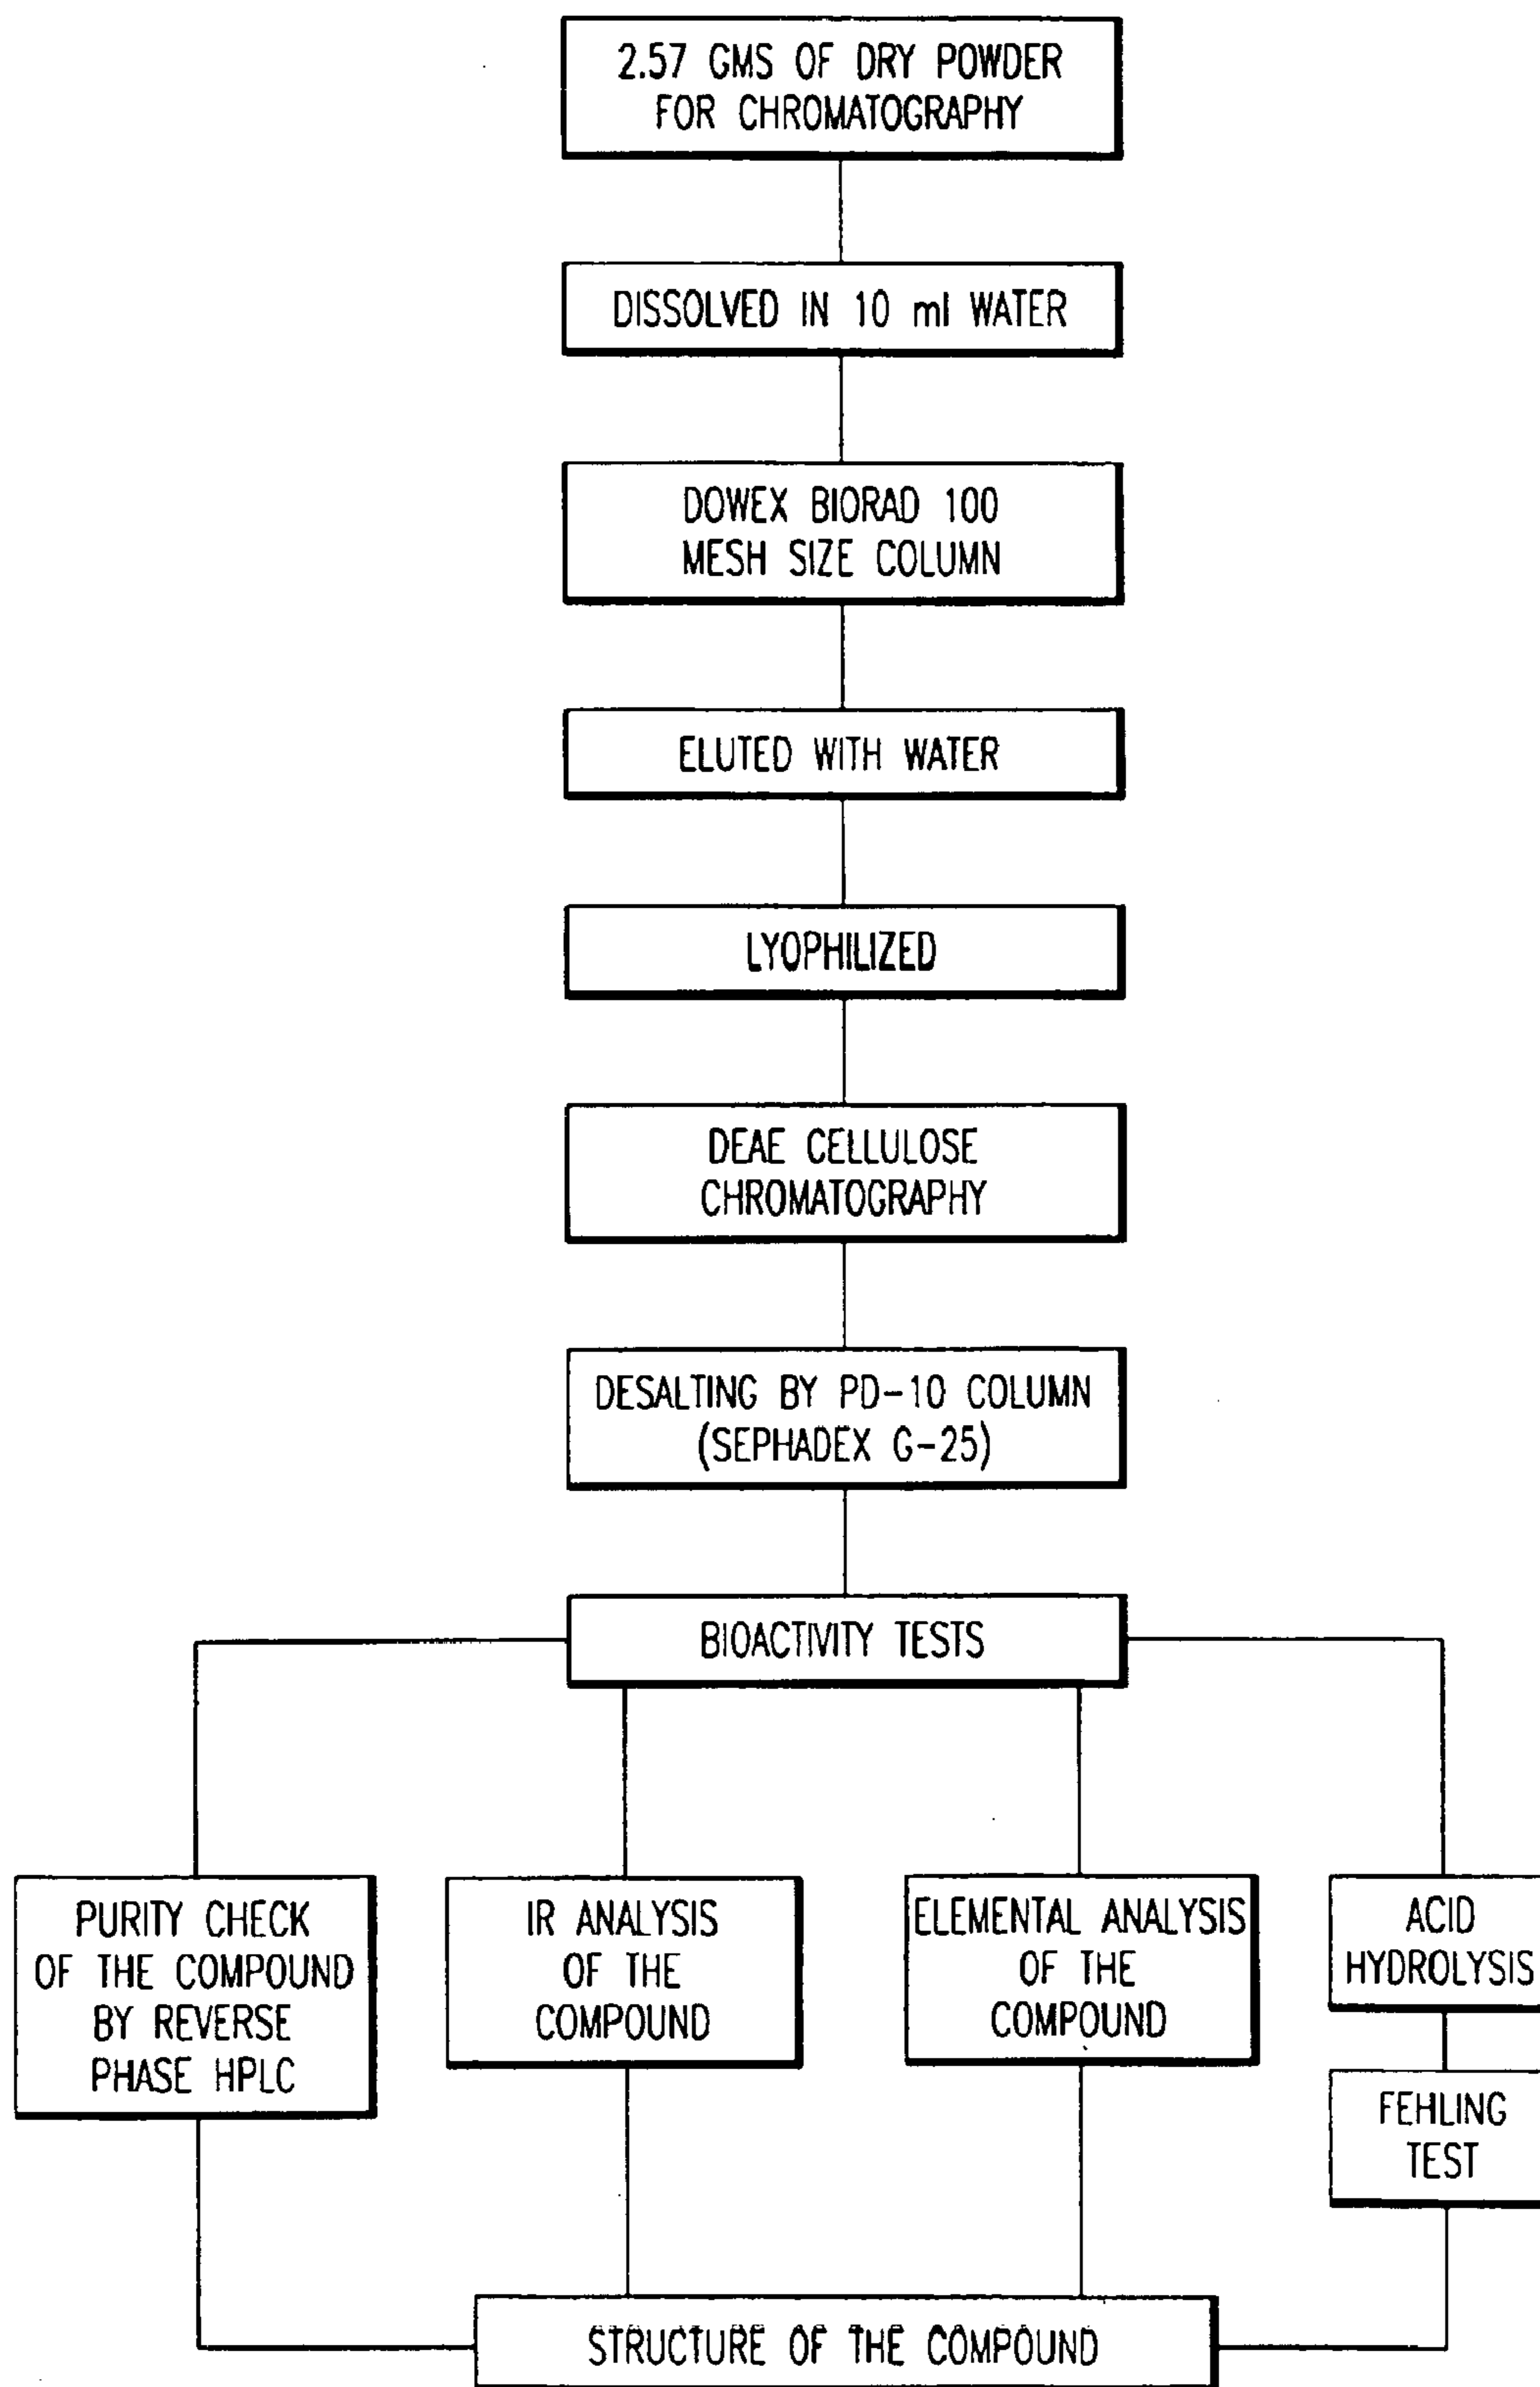 2.57 GMS OF DRY POWDER
FOR CHROMATOGRAPHY
DISSOLVED IN 10 ml WATER
DOWEX BIORAD 100
MESH SIZE COLUMN
ELUTED WITH WATER
LYOPHILIZED
DEAE CELLULOSE
CHROMATOGRAPHY
DESALTING BY PD-10 COLUMN
(SEPHADEX G-25)
BIOACTIVITY TESTS
PURITY CHECK
OF THE COMPOUND
BY REVERSE
PHASE HPLC
IR ANALYSIS
OF THE
COMPOUND
ELEMENTAL ANALYSIS
OF THE
COMPOUND
ACID
HYDROLYSIS
FEHLING
TEST
STRUCTURE OF THE COMPOUND